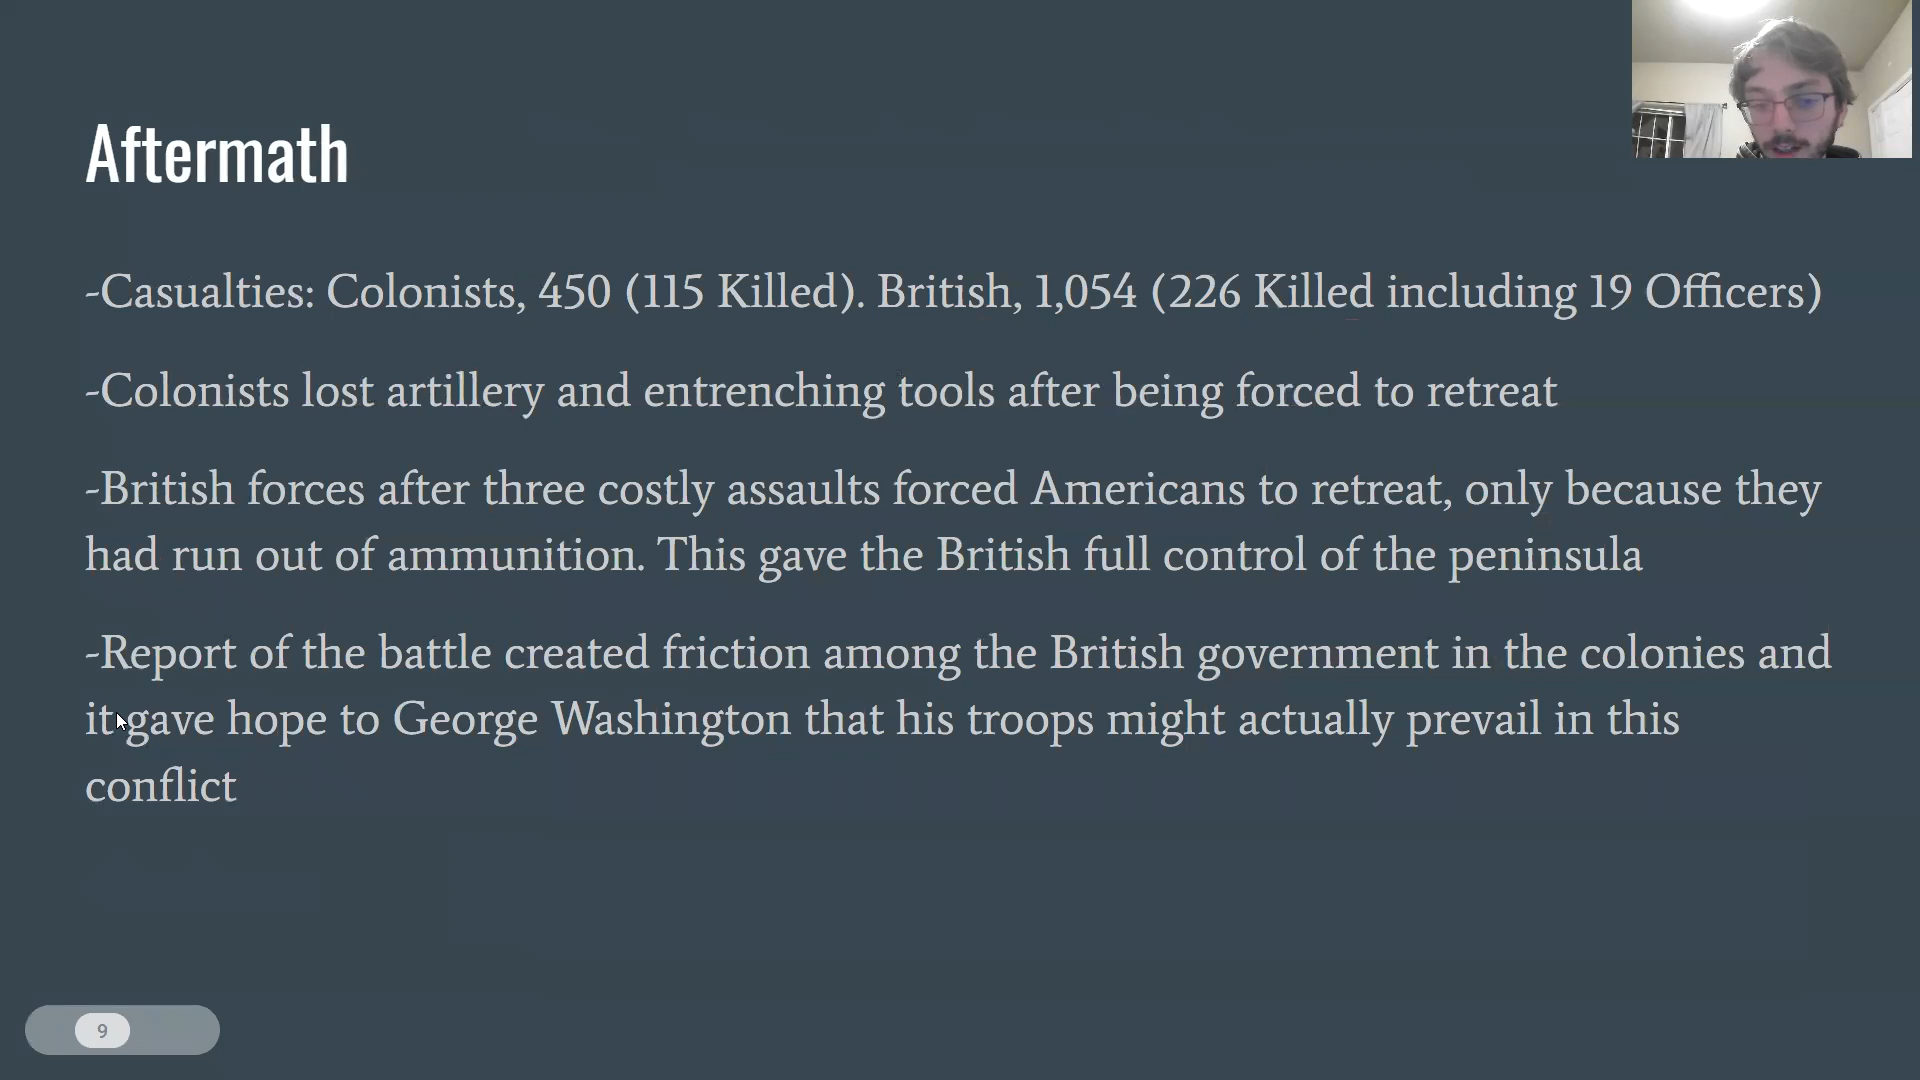 Aftermath
-Casualties: Colonists, 450 (115 Killed). British, 1,054 (226 Killed including 19 Officers)
-Colonists lost artillery and entrenching tools after being forced to retreat
-British forces after three costly assaults forced Americans to retreat, only because they
had run out of ammunition. This gave the British full control of the peninsula
-Report of the battle created friction among the British government in the colonies and
it gave hope to George Washington that his troops might actually prevail in this
conflict
9